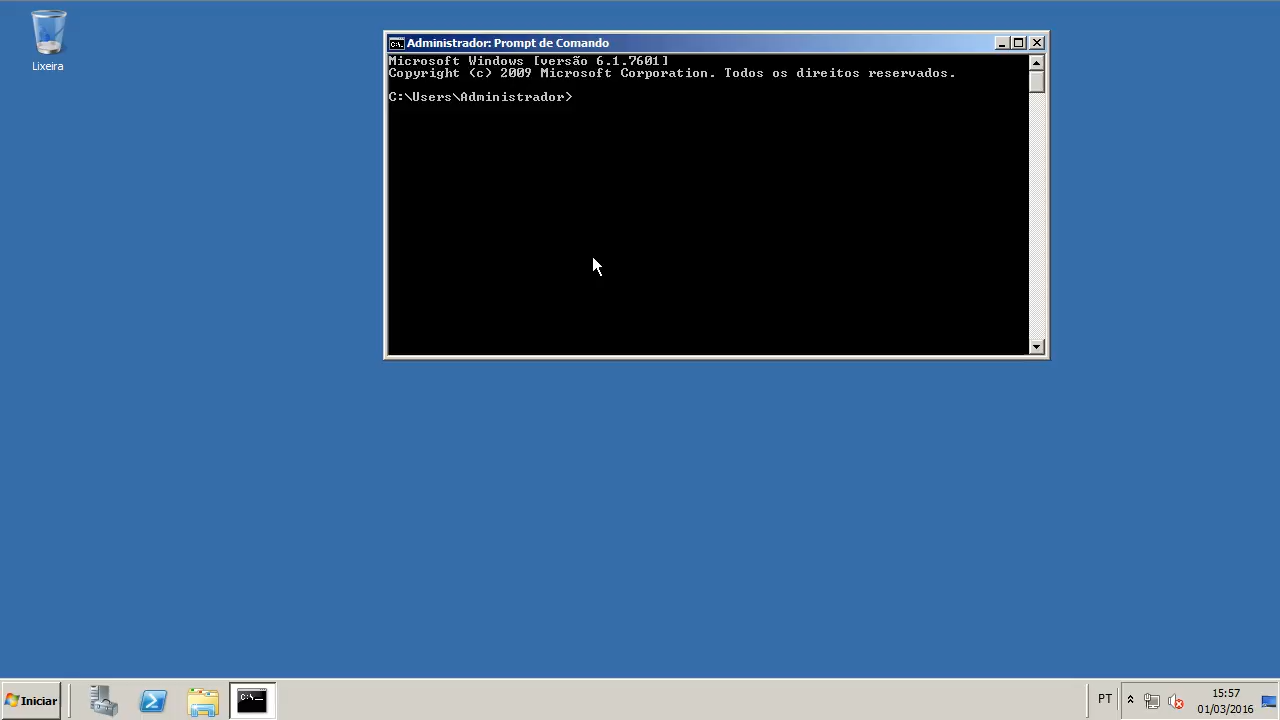 Lixeira
Administrador: Prompt de Comando
Microsoft Windows [versão 6.1.7601]
Copyright (c) 2009 Microsoft Corporation. Todos os direitos reservados.
C:\Users\Administrador>
Iniciar
C:\.
PT
15:57
01/03/2016